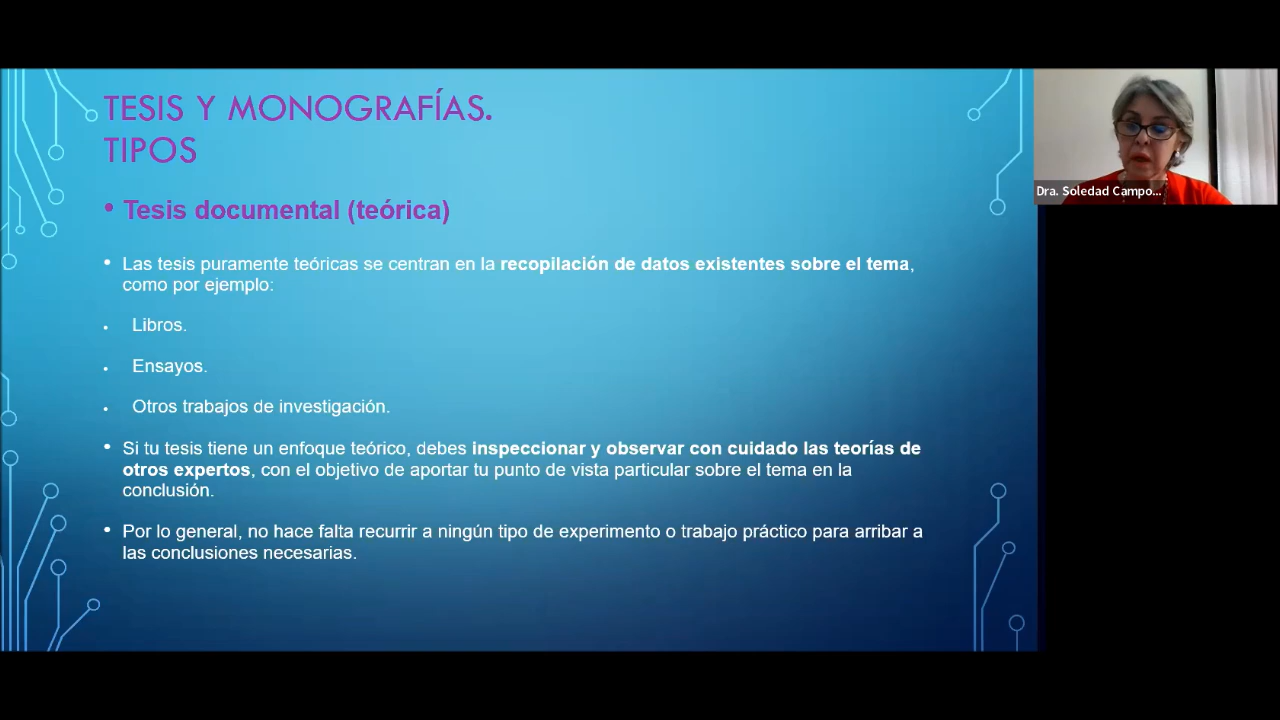 TESIS Y MONOGRAFÍAS.
TIPOS
• Tesis documental (teórica)
• Las tesis puramente teóricas se centran en la recopilación de datos existentes sobre el tema,
como por ejemplo:
• Libros.
• Ensayos.
• Otros trabajos de investigación.
• Si tu tesis tiene un enfoque teórico, debes inspeccionar y observar con cuidado las teorías de
otros expertos, con el objetivo de aportar tu punto de vista particular sobre el tema en la
conclusión.
• Por lo general, no hace falta recurrir a ningún tipo de experimento o trabajo práctico para arribar a
las conclusiones necesarias.
Dra. Soledad Campo...